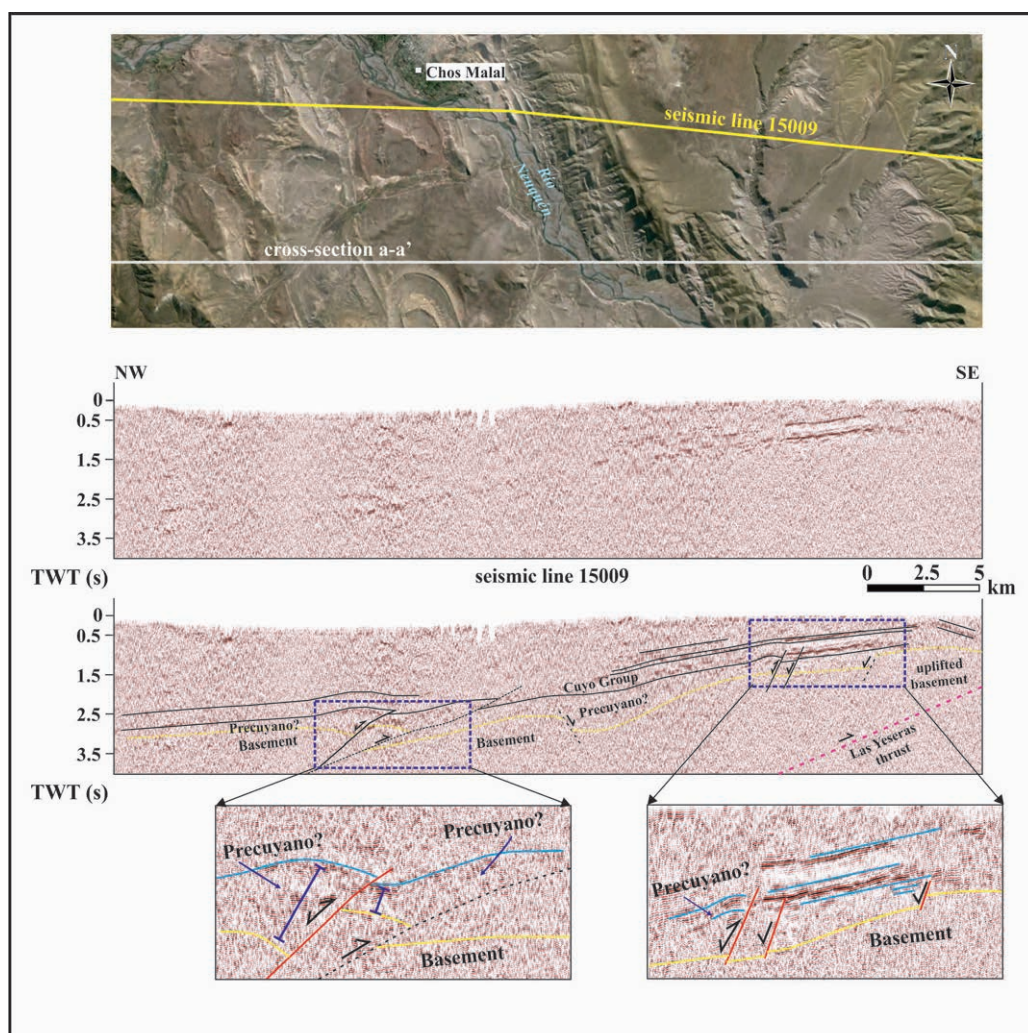 N
Chos Malal
seismic line 15009
Río
Neuquén
cross-section a-a’
NW
SE
0
0.5
1.5
2.5
3.5
TWT (s)
seismic line 15009
0 2.5 5
km
0
0.5
1.5
2.5
3.5
TWT (s)
Cuyo Group
Precuyano?
uplifted
basement
Precuyano?
Basement
Basement
Las Yeseras
thrust
Precuyano?
Precuyano?
Basement
Precuyano?
Basement